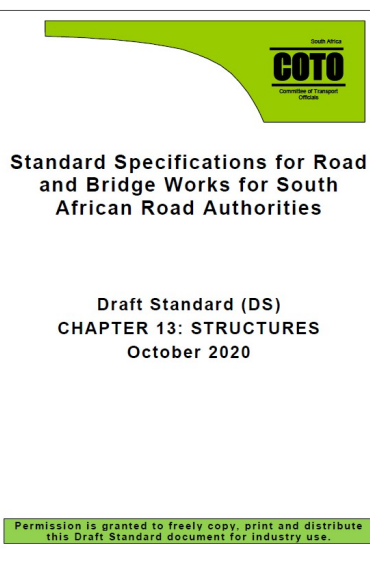 South Africa
COTO
Committee of Transport
Officials
Standard Specifications for Road
and Bridge Works for South
African Road Authorities
Draft Standard (DS)
CHAPTER 13: STRUCTURES
October 2020
Permission is granted to freely copy, print and distribute
this Draft Standard document for industry use.